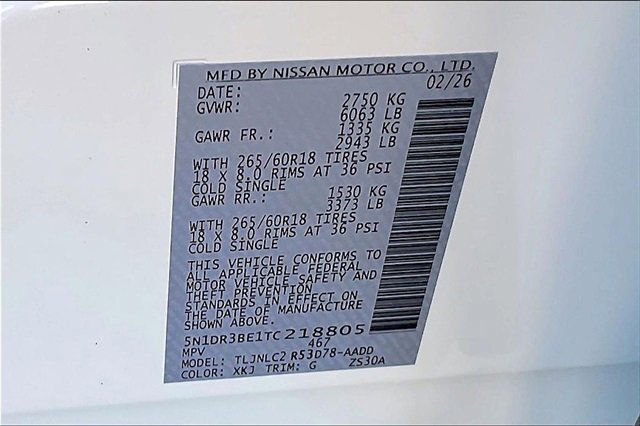 MFD BY NISSAN MOTOR CO., LTD.
DATE: 02/26
GVWR: 2750 KG
6063 LB
GAWR FR.: 1335 KG
2943 LB
WITH 265/60R18 TIRES
18 X 8.0 RIMS AT 36 PSI
COLD SINGLE
GAWR RR.: 1530 KG
3373 LB
WITH 265/60R18 TIRES
18 X 8.0 RIMS AT 36 PSI
COLD SINGLE
THIS VEHICLE CONFORMS TO
ALL APPLICABLE FEDERAL
MOTOR VEHICLE SAFETY AND
THEFT PREVENTION
STANDARDS IN EFFECT ON
THE DATE OF MANUFACTURE
SHOWN ABOVE.
5N1DR3BE1TC218805
MPV 467
MODEL: TLJNLC2 R53D78-AADD
COLOR: XKJ TRIM: G ZS30A